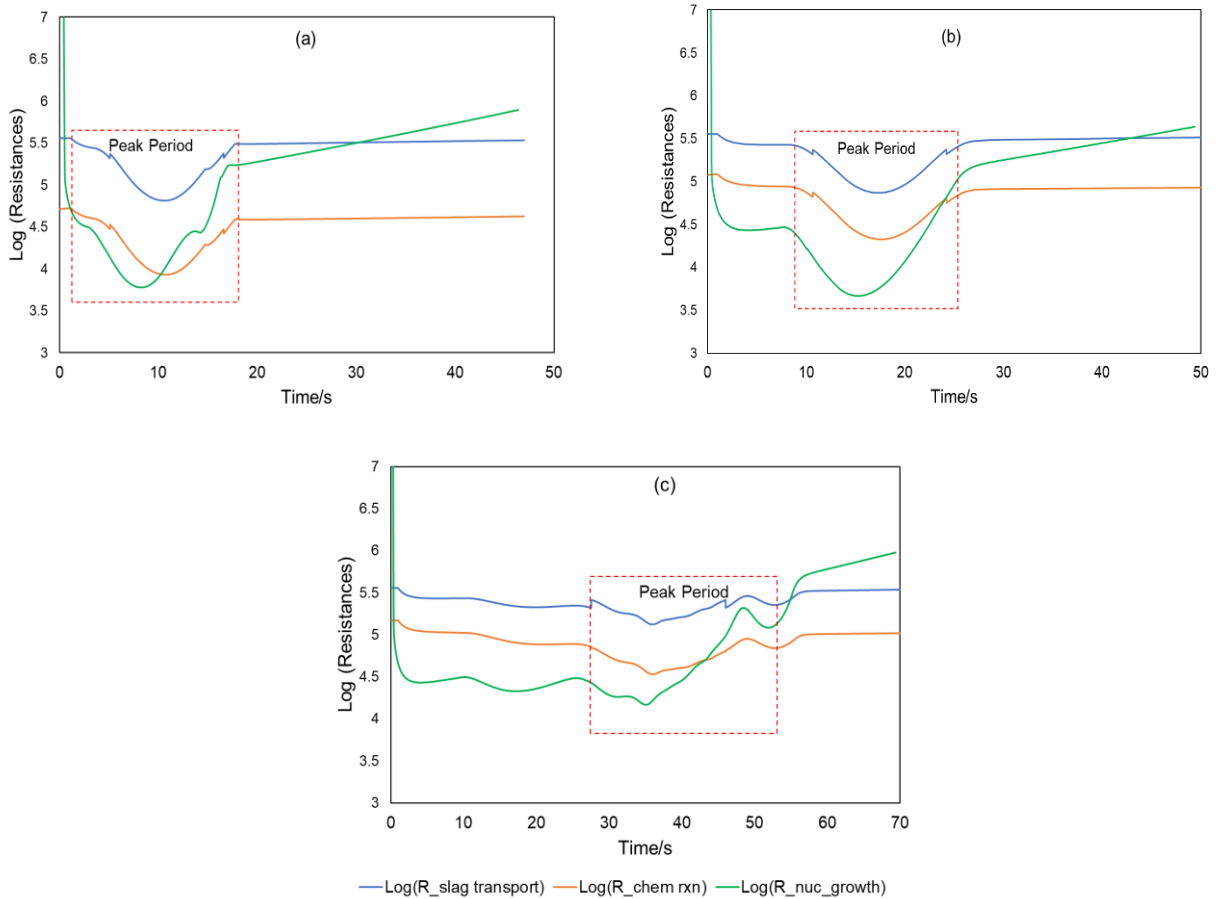 (a)
Log (Resistances)
7
6.5
6
5.5
5
4.5
4
3.5
3
Peak Period
0 10 20 30 40 50
Time/s
(b)
Log (Resistances)
7
6.5
6
5.5
5
4.5
4
3.5
3
Peak Period
0 10 20 30 40 50
Time/s
(c)
Log (Resistances)
7
6.5
6
5.5
5
4.5
4
3.5
3
Peak Period
0 10 20 30 40 50 60 70
Time/s
Log(R_slag transport) Log(R_chem rxn) Log(R_nuc_growth)